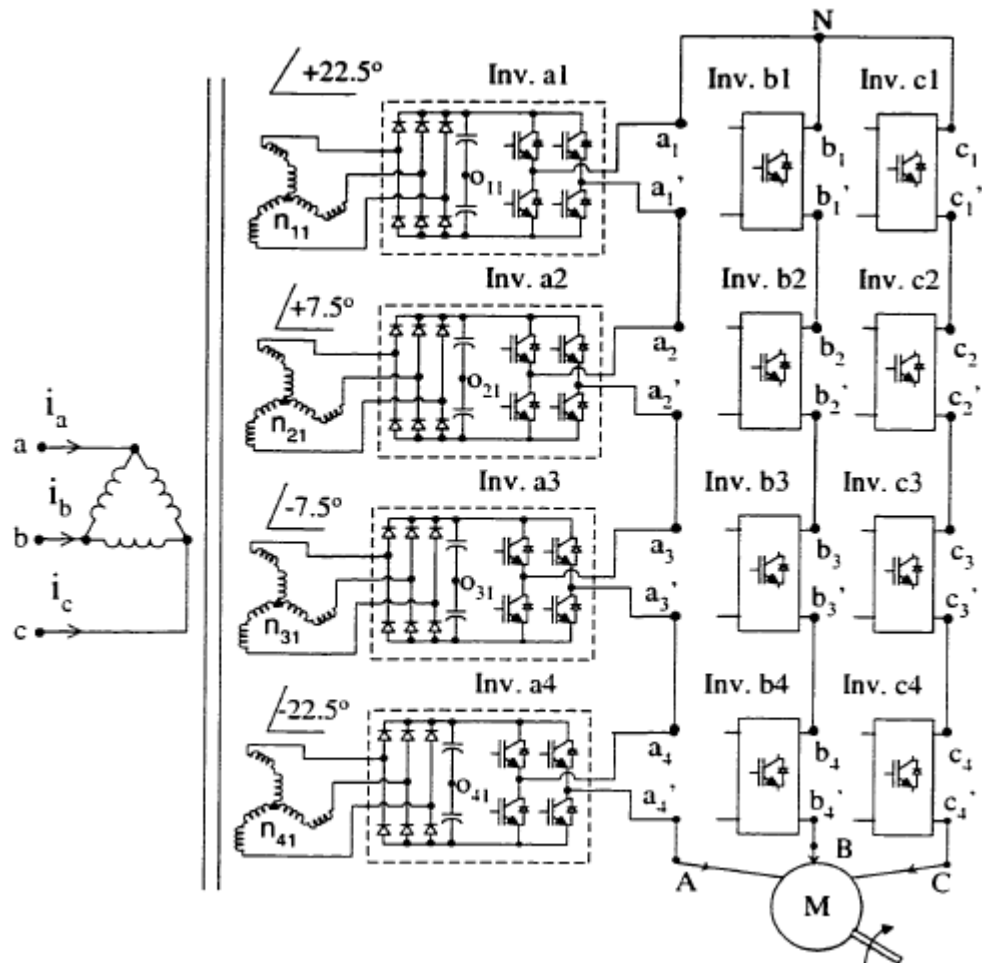 N
+22.5°
Inv. a1
Inv. b1
Inv. c1
a₁
b₁
c₁
o₁₁
a₁'
b₁'
c₁'
n₁₁
+7.5°
Inv. a2
Inv. b2
Inv. c2
a₂
b₂
c₂
o₂₁
a₂'
b₂'
c₂'
n₂₁
iₐ
a
i_b
b
i_c
c
-7.5°
Inv. a3
Inv. b3
Inv. c3
a₃
b₃
c₃
o₃₁
a₃'
b₃'
c₃'
n₃₁
-22.5°
Inv. a4
Inv. b4
Inv. c4
a₄
b₄
c₄
o₄₁
a₄'
b₄'
c₄'
n₄₁
A
B
C
M